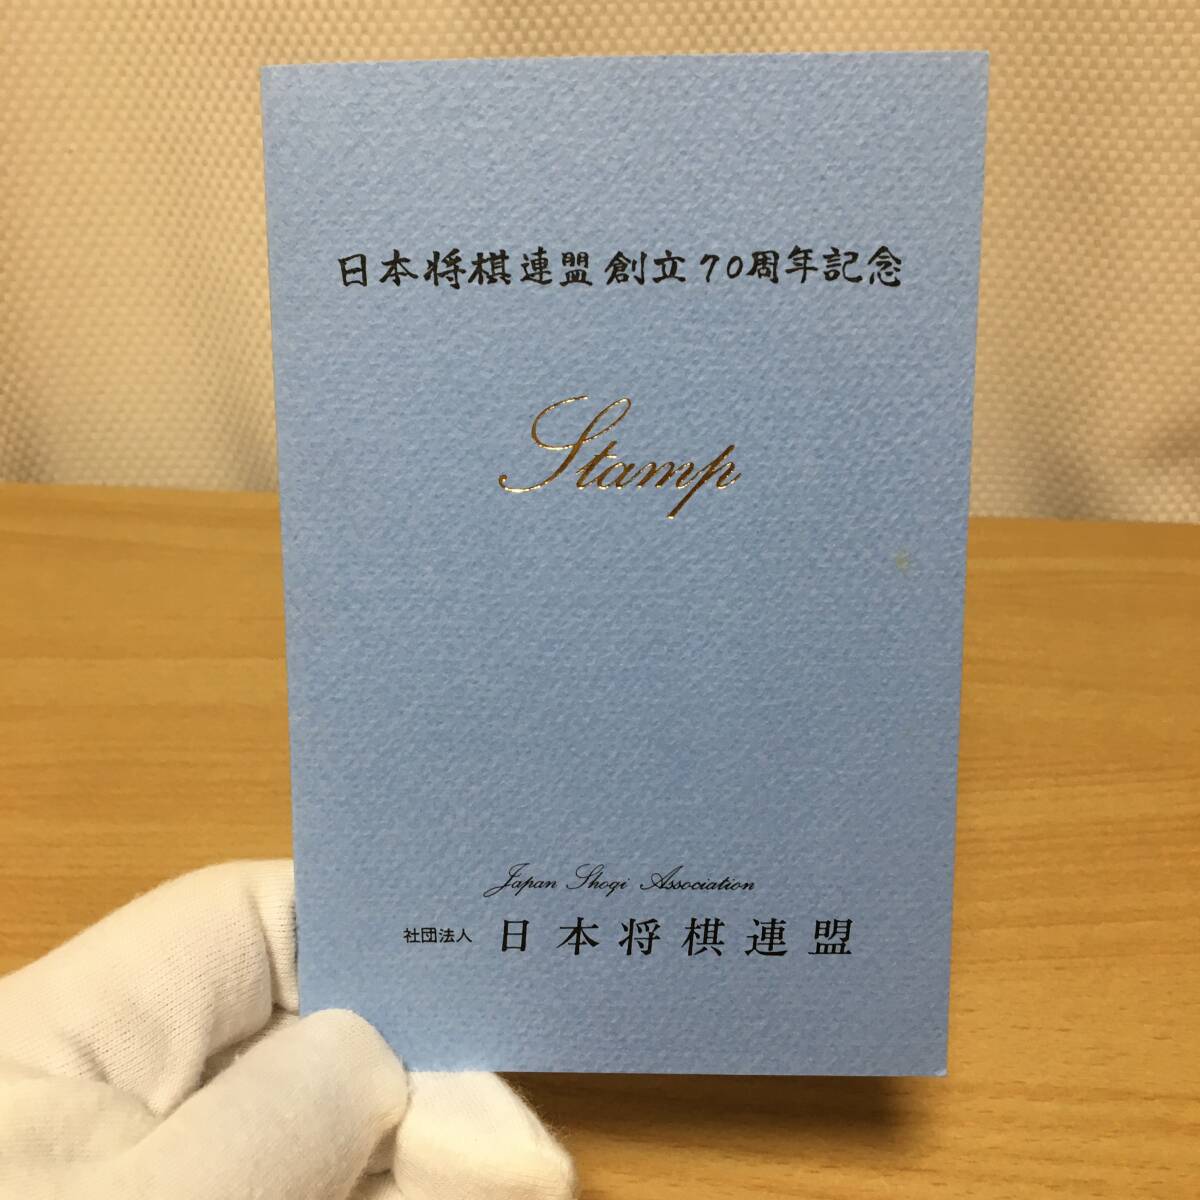 日本将棋連盟創立70周年記念
Stamp
Japan Shogi Association
社団法人 日本将棋連盟